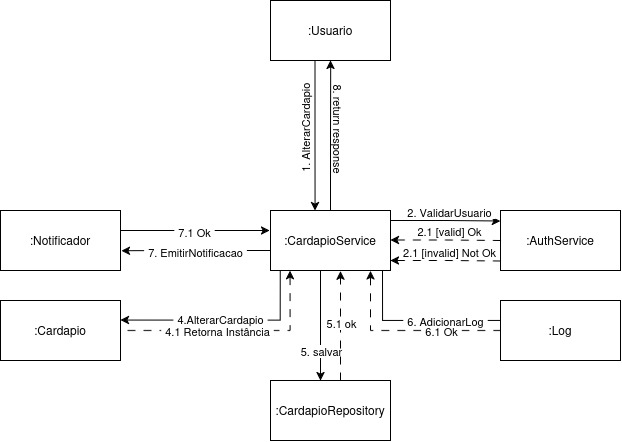 :Usuario
1. AlterarCardapio
8. return response
:Notificador
7.1 Ok
7. EmitirNotificacao
:CardapioService
2. ValidarUsuario
2.1 [valid] Ok
2.1 [invalid] Not Ok
:AuthService
:Cardapio
4.AlterarCardapio
4.1 Retorna Instância
5.1 ok
5. salvar
6. AdicionarLog
6.1 Ok
:Log
:CardapioRepository